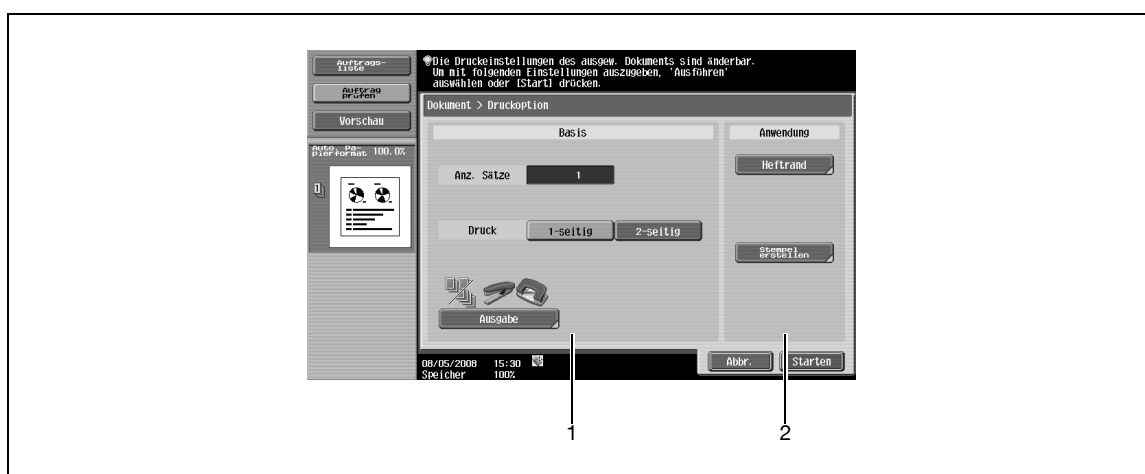 Auftrags-
liste
Auftrag
prüfen
Vorschau
Auto. Pa-
pierformat 100.0%
1
Die Druckeinstellungen des ausgew. Dokuments sind änderbar.
Um mit folgenden Einstellungen auszugeben, 'Ausführen'
auswählen oder [Start] drücken.
Dokument > Druckoption
Basis
Anz. Sätze 1
Druck 1-seitig 2-seitig
Ausgabe
Anwendung
Heftrand
Stempel
erstellen
08/05/2008 15:30
Speicher 100%
Abbr. Starten
1 2